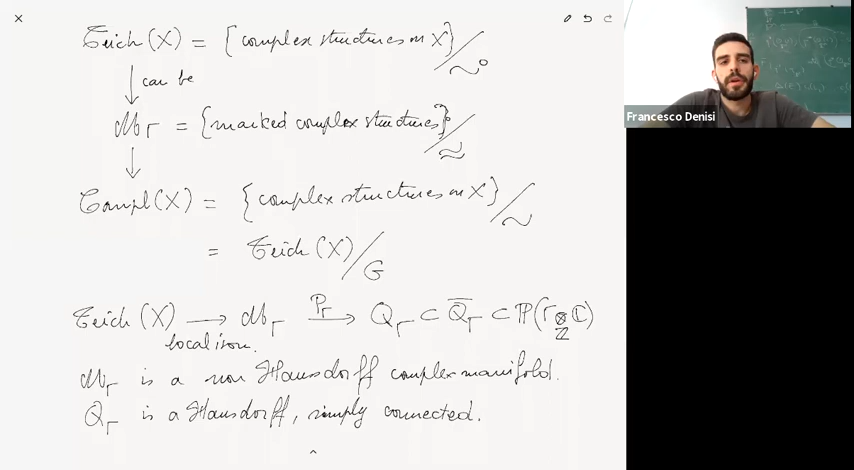 Teich(X) = {complex structures on X}/~°
↓ can be
M_Γ = {marked complex structures}/≈
↓
Compl(X) = {complex structures on X}/~
= Teich(X)/G
Teich(X) → M_Γ —P_Γ→ Q_Γ ⊂ Q̅_Γ ⊂ ℙ(Γ ⊗_ℤ ℂ)
local isom.
M_Γ is a non Hausdorff complex manifold.
Q_Γ is a Hausdorff, simply connected.
Francesco Denisi